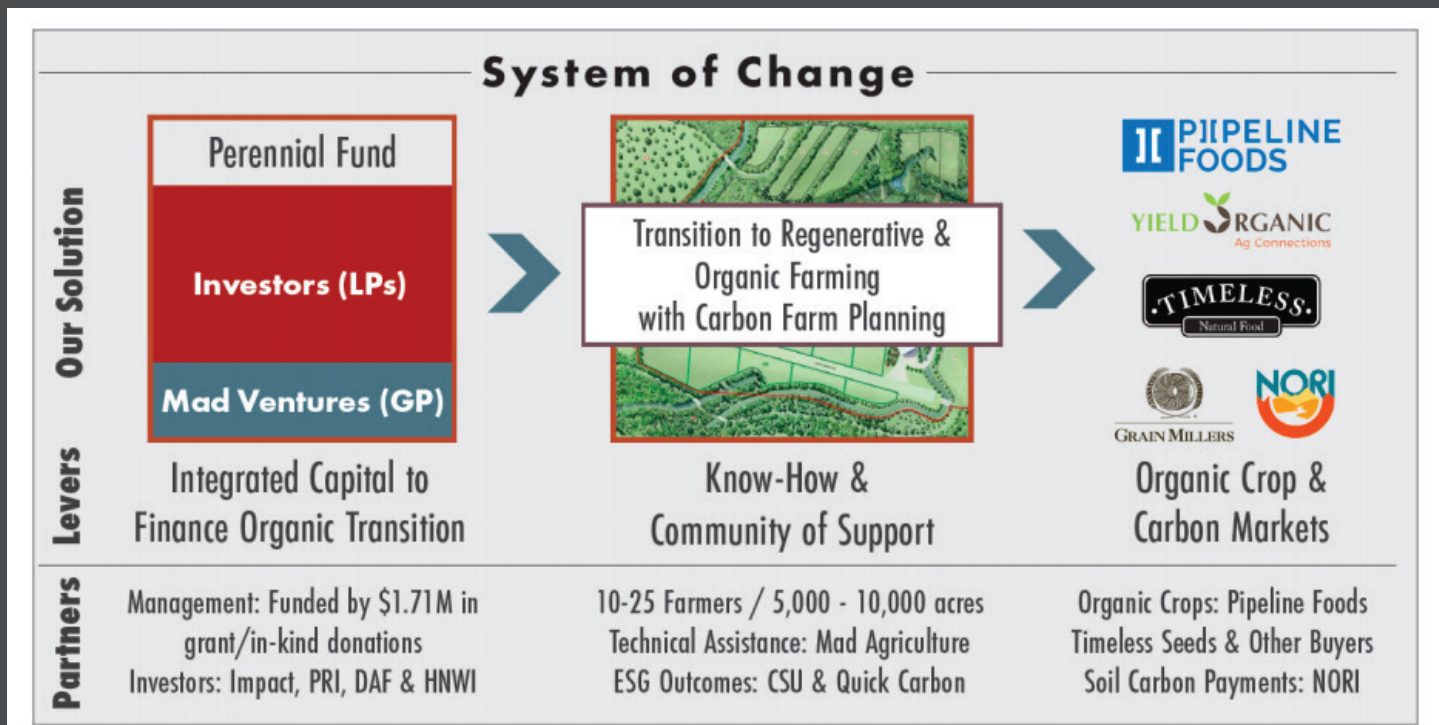 System of Change
Our Solution
Perennial Fund
Investors (LPs)
Mad Ventures (GP)
Transition to Regenerative &
Organic Farming
with Carbon Farm Planning
PIPELINE
FOODS
YIELD ORGANIC
Ag Connections
·TIMELESS·
Natural Food
GRAIN MILLERS
NORI
Levers
Integrated Capital to
Finance Organic Transition
Know-How &
Community of Support
Organic Crop &
Carbon Markets
Partners
Management: Funded by $1.71M in
grant/in-kind donations
Investors: Impact, PRI, DAF & HNWI
10-25 Farmers / 5,000 - 10,000 acres
Technical Assistance: Mad Agriculture
ESG Outcomes: CSU & Quick Carbon
Organic Crops: Pipeline Foods
Timeless Seeds & Other Buyers
Soil Carbon Payments: NORI